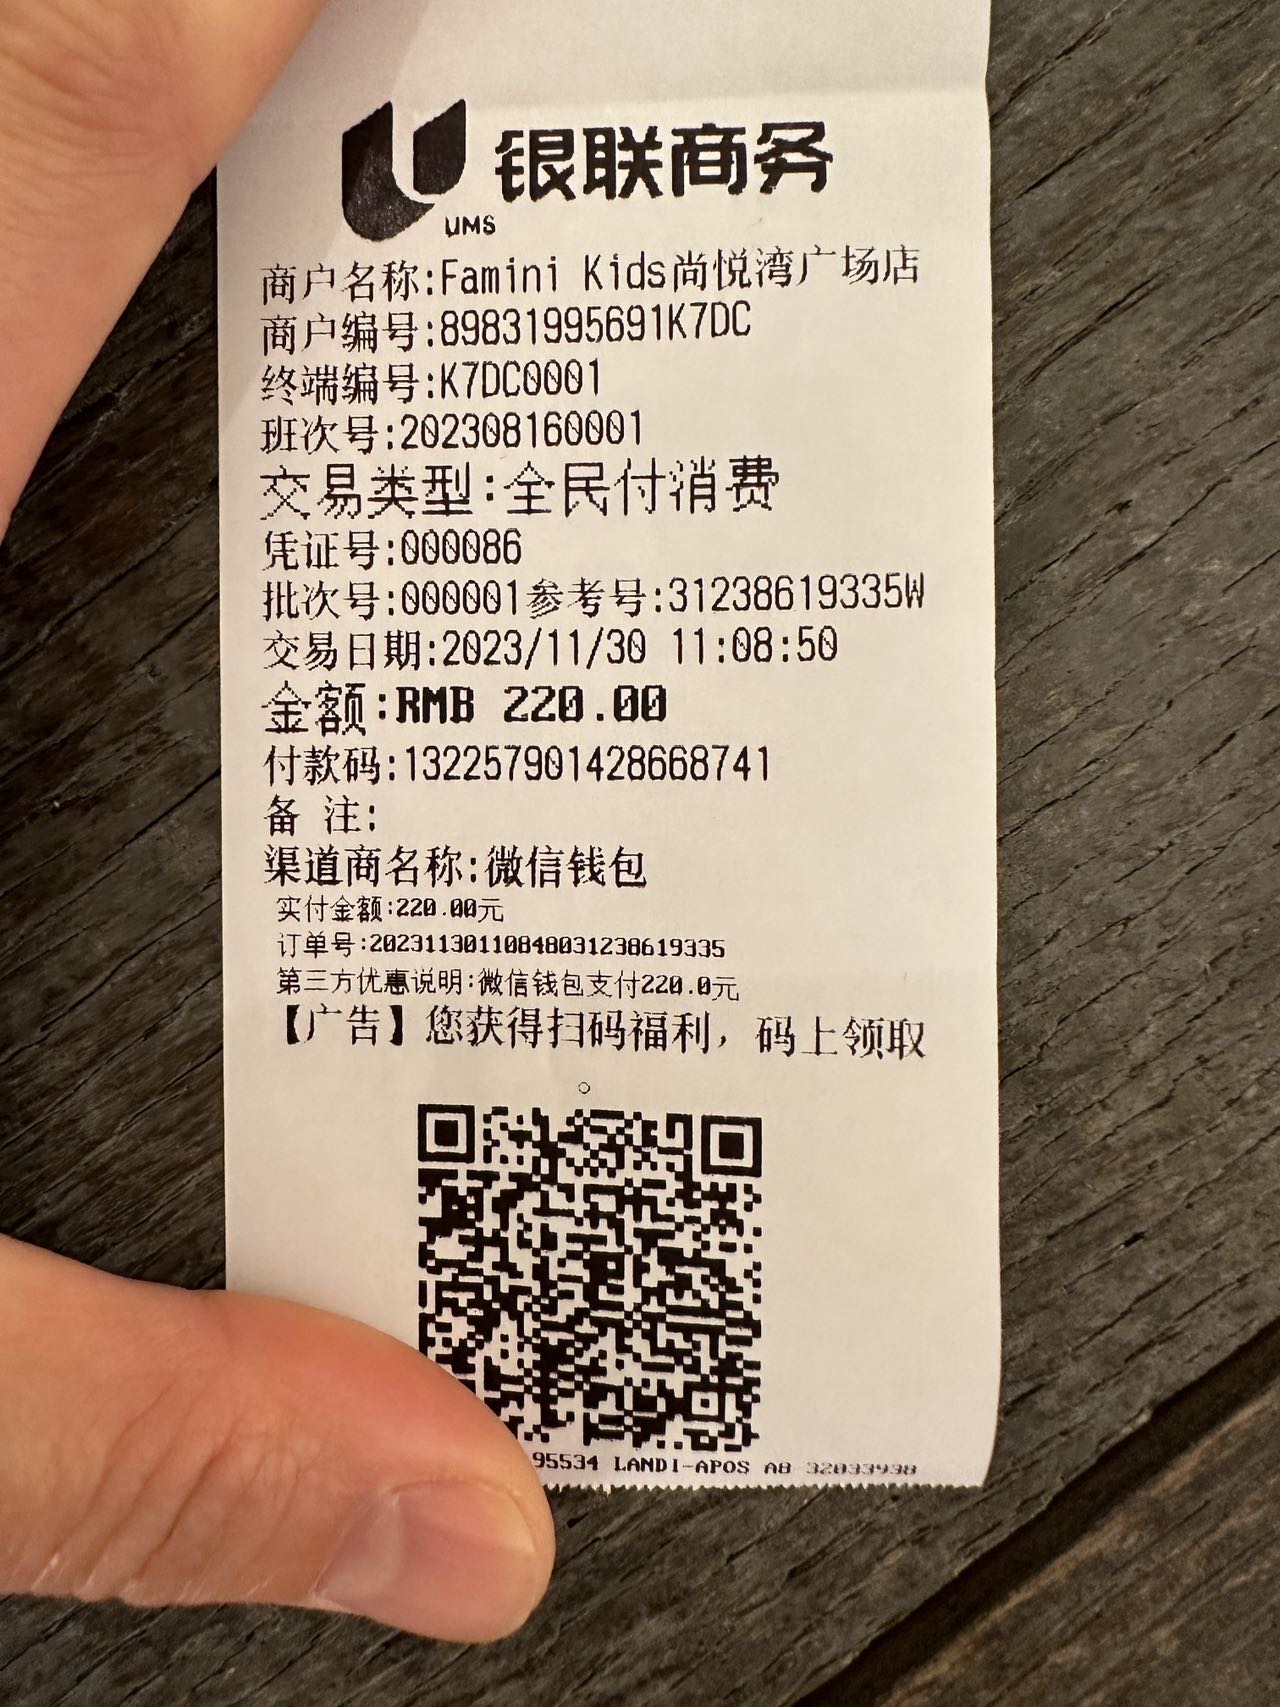 银联商务
UMS
商户名称:Famini Kids尚悦湾广场店
商户编号:89831995691K7DC
终端编号:K7DC0001
班次号:202308160001
交易类型:全民付消费
凭证号:000086
批次号:000001参考号:31238619335W
交易日期:2023/11/30 11:08:50
金额:RMB 220.00
付款码:132257901428668741
备 注:
渠道商名称:微信钱包
实付金额:220.00元
订单号:20231130110848031238619335
第三方优惠说明:微信钱包支付220.0元
【广告】您获得扫码福利，码上领取
。
95534 LANDI-APOS A8 32033938